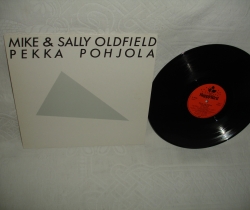 MIKE & SALLY OLDFIELD
PEKKA POHJOLA